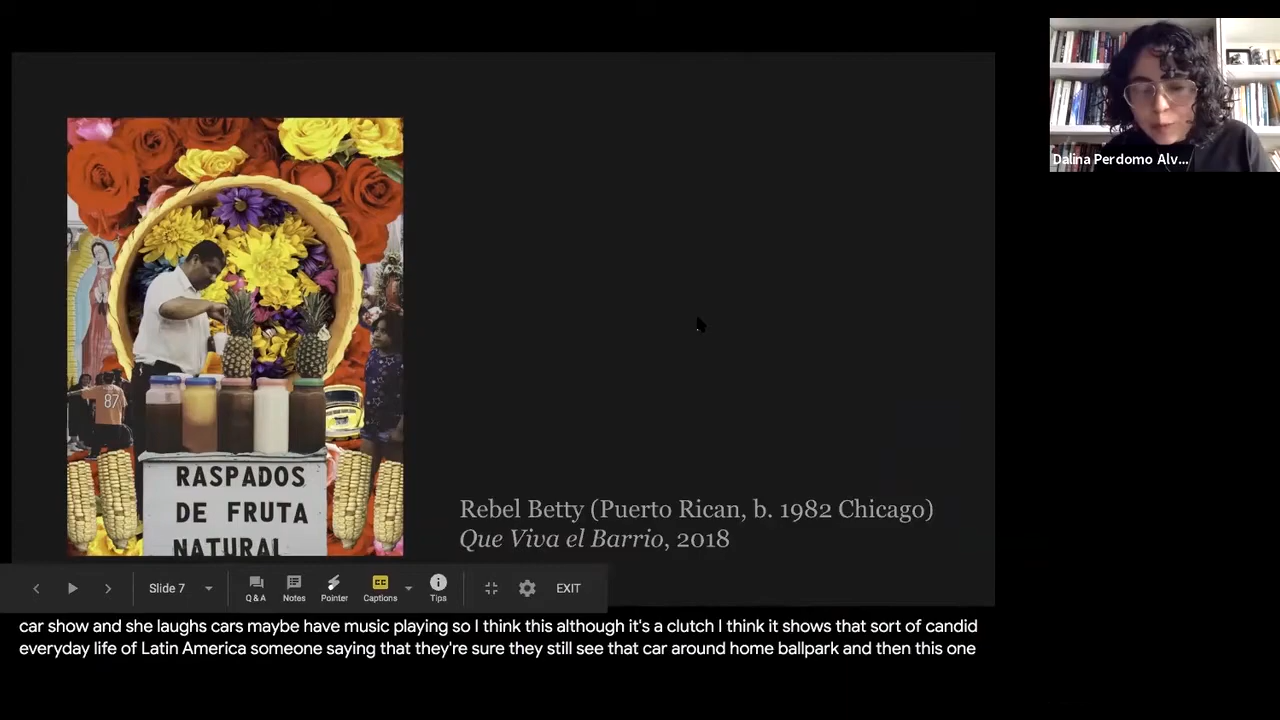 Dalina Perdomo Alv...
87
RASPADOS
DE FRUTA
NATURAL
Rebel Betty (Puerto Rican, b. 1982 Chicago)
Que Viva el Barrio, 2018
Slide 7
Q & A
Notes
Pointer
CC
Captions
Tips
EXIT
car show and she laughs cars maybe have music playing so I think this although it's a clutch I think it shows that sort of candid
everyday life of Latin America someone saying that they're sure they still see that car around home ballpark and then this one